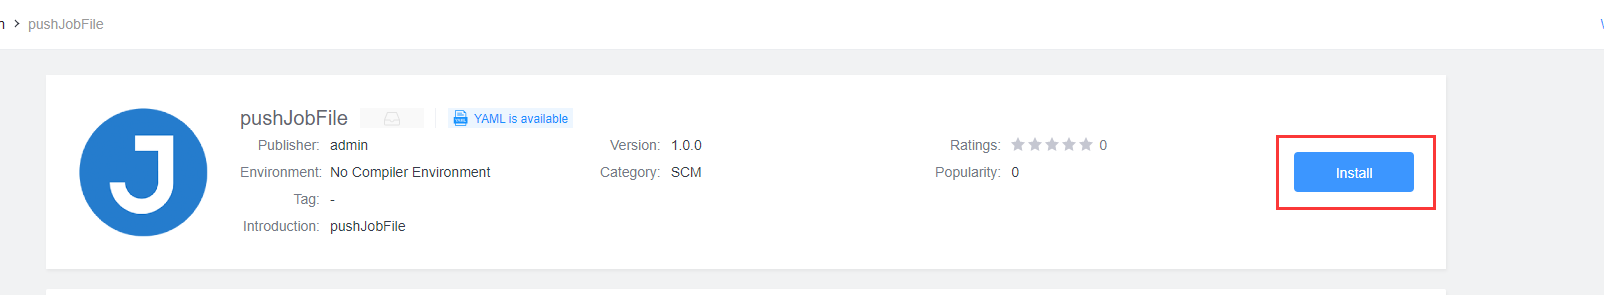 n > pushJobFile
pushJobFile YAML YAML is available
J
Publisher: admin Version: 1.0.0 Ratings: 0
Environment: No Compiler Environment Category: SCM Popularity: 0
Install
Tag: -
Introduction: pushJobFile